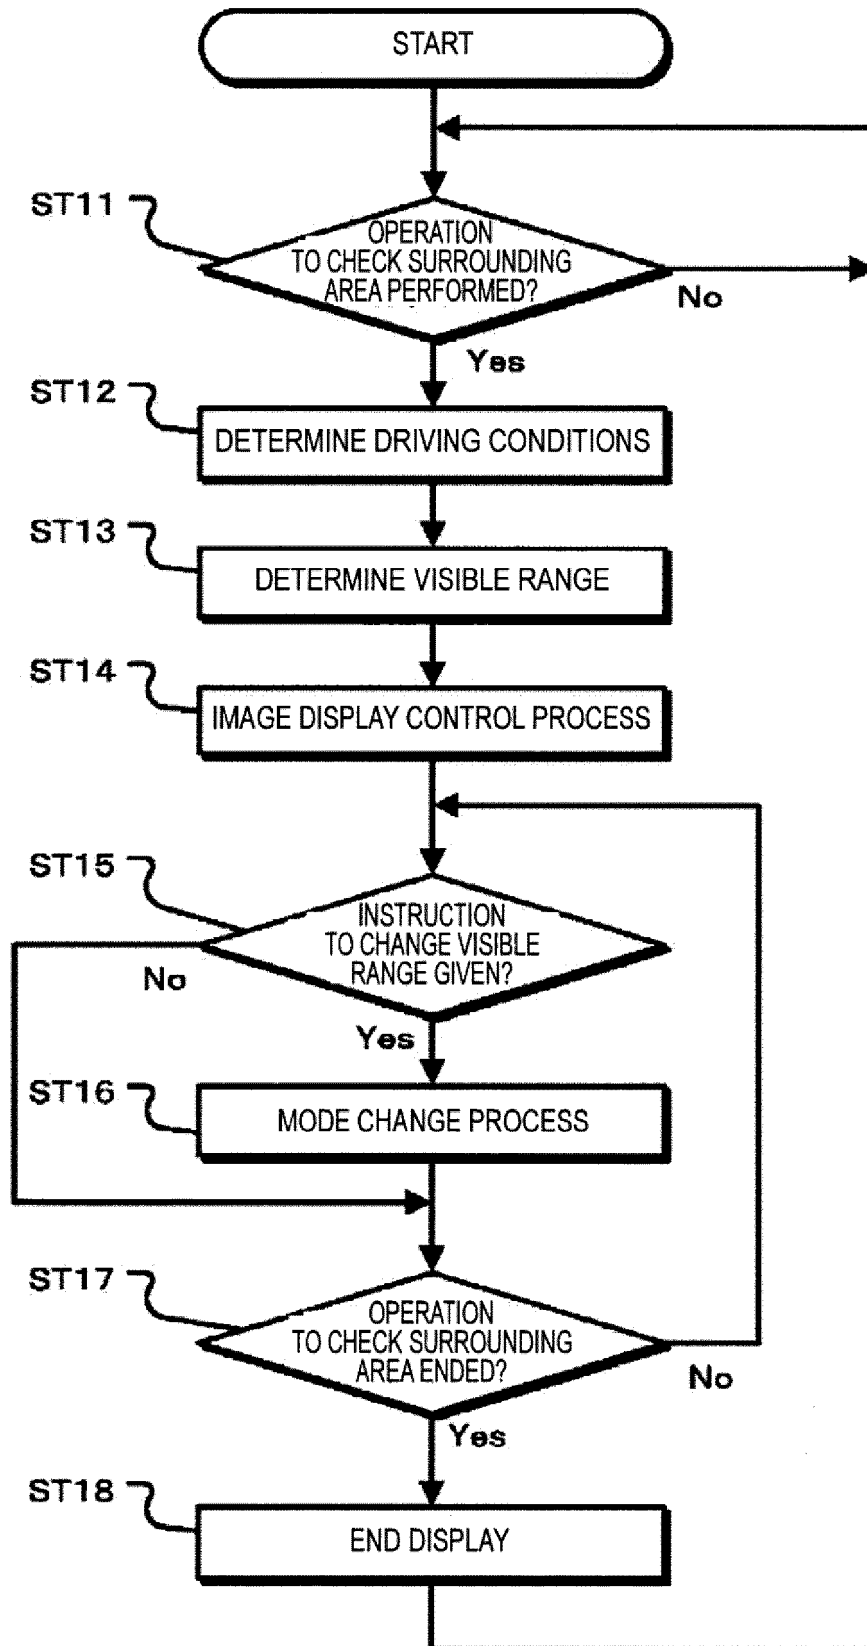 START
ST11
OPERATION
TO CHECK SURROUNDING
AREA PERFORMED?
No
Yes
ST12
DETERMINE DRIVING CONDITIONS
ST13
DETERMINE VISIBLE RANGE
ST14
IMAGE DISPLAY CONTROL PROCESS
ST15
INSTRUCTION
TO CHANGE VISIBLE
RANGE GIVEN?
No
Yes
ST16
MODE CHANGE PROCESS
ST17
OPERATION
TO CHECK SURROUNDING
AREA ENDED?
No
Yes
ST18
END DISPLAY